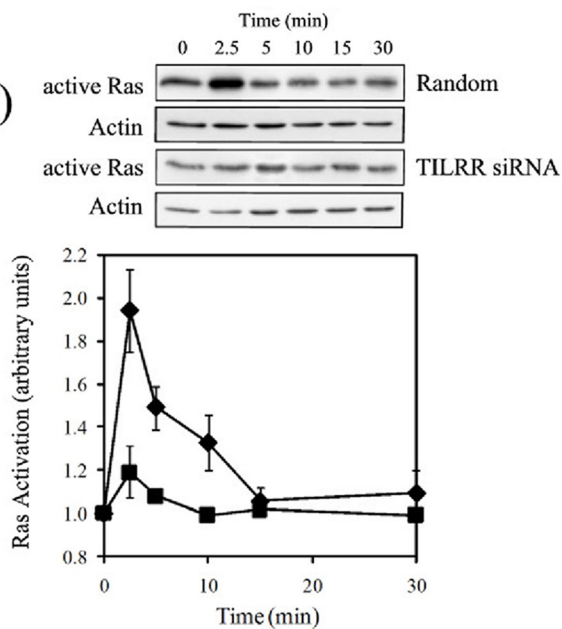 Time (min)
0 2.5 5 10 15 30
)
active Ras Random
Actin
active Ras TILRR siRNA
Actin
2.2
2.0
1.8
1.6
1.4
1.2
1.0
0.8
Ras Activation (arbitrary units)
0 10 20 30
Time (min)